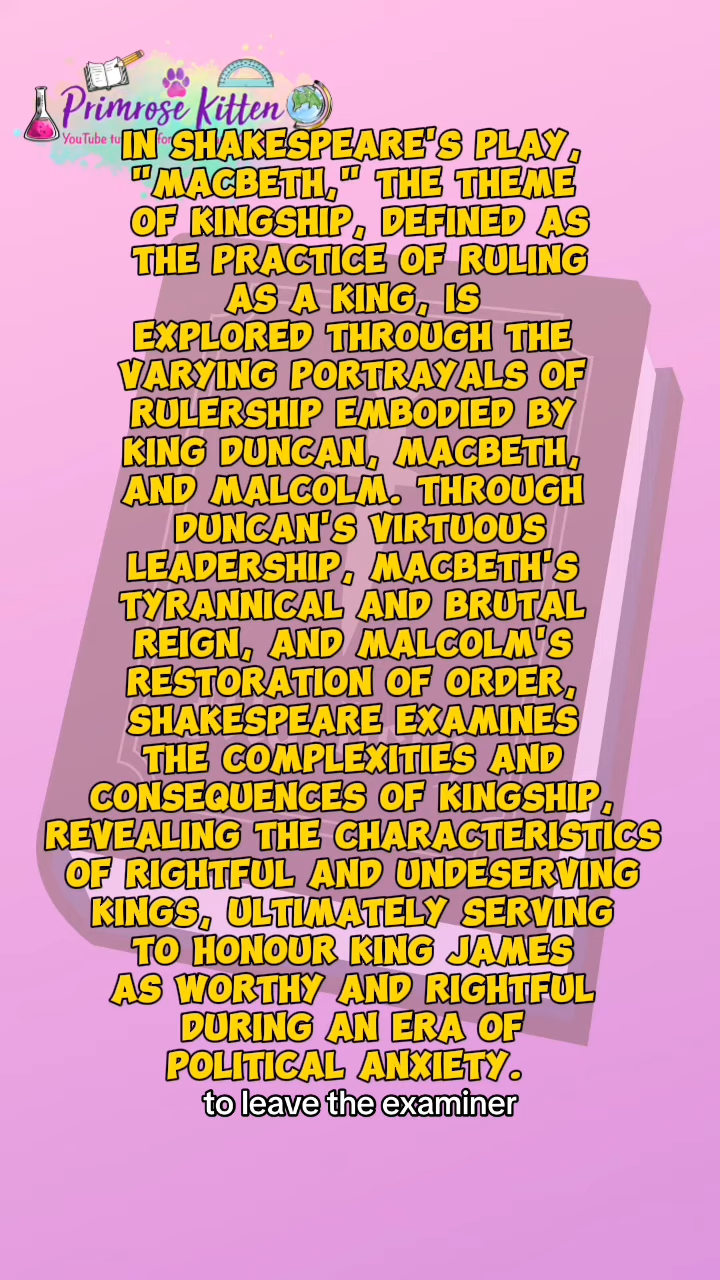 Primrose Kitten
YouTube tu
IN SHAKESPEARE'S PLAY,
"MACBETH," THE THEME
OF KINGSHIP, DEFINED AS
THE PRACTICE OF RULING
AS A KING, IS
EXPLORED THROUGH THE
VARYING PORTRAYALS OF
RULERSHIP EMBODIED BY
KING DUNCAN, MACBETH,
AND MALCOLM. THROUGH
DUNCAN'S VIRTUOUS
LEADERSHIP, MACBETH'S
TYRANNICAL AND BRUTAL
REIGN, AND MALCOLM'S
RESTORATION OF ORDER,
SHAKESPEARE EXAMINES
THE COMPLEXITIES AND
CONSEQUENCES OF KINGSHIP,
REVEALING THE CHARACTERISTICS
OF RIGHTFUL AND UNDESERVING
KINGS, ULTIMATELY SERVING
TO HONOUR KING JAMES
AS WORTHY AND RIGHTFUL
DURING AN ERA OF
POLITICAL ANXIETY.
to leave the examiner